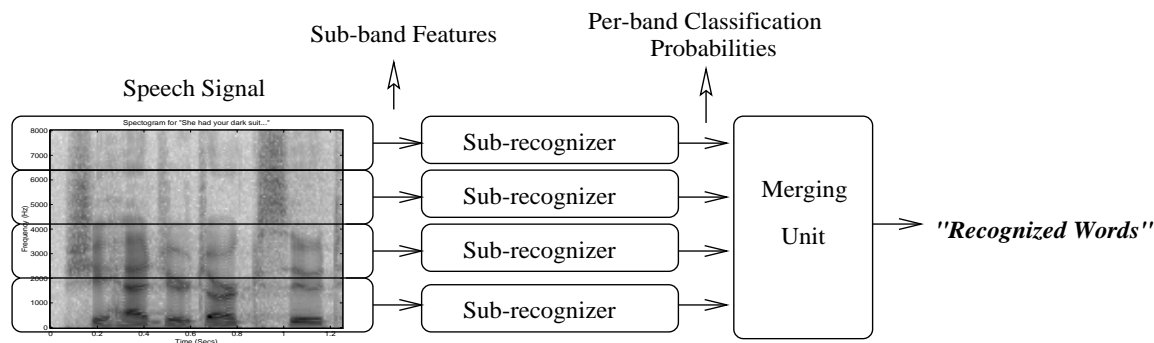 Sub-band Features
Per-band Classification
Probabilities
Speech Signal
Spectogram for "She had your dark suit..."
8000
7000
6000
5000
4000
3000
2000
1000
0
Frequency (Hz)
0 0.2 0.4 0.6 0.8 1 1.2
Time (Secs)
Sub-recognizer
Sub-recognizer
Sub-recognizer
Sub-recognizer
Merging
Unit
"Recognized Words"